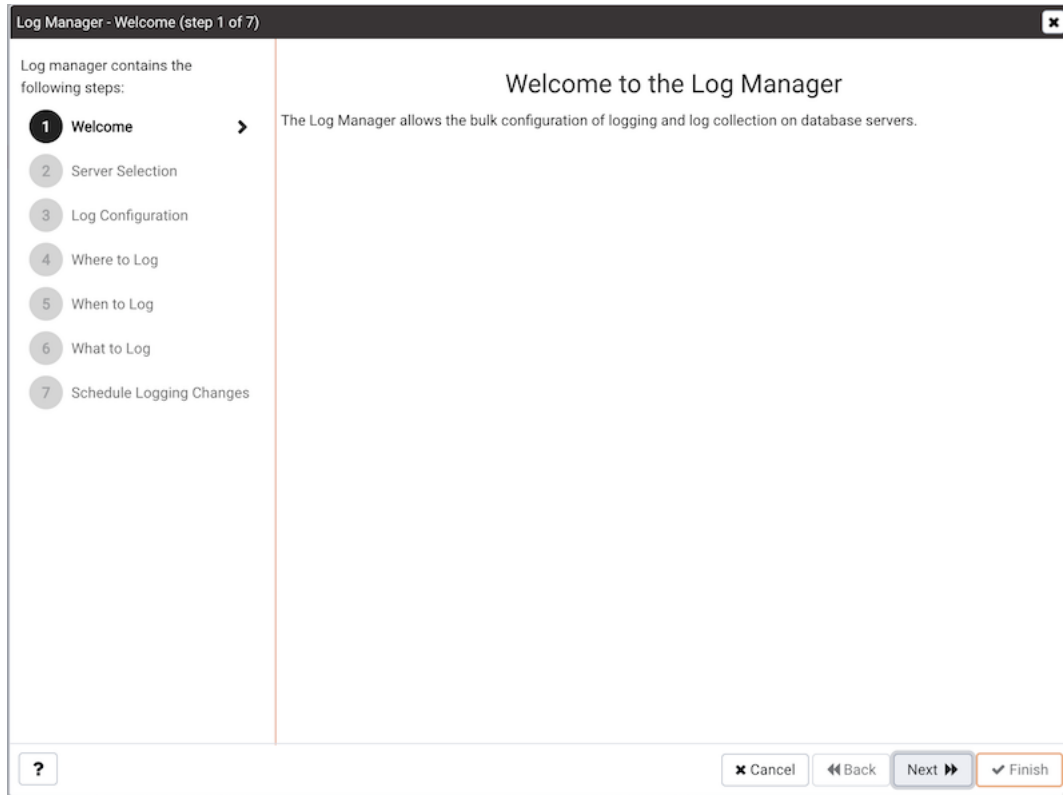 Log Manager - Welcome (step 1 of 7)
Log manager contains the
following steps:
1 Welcome
2 Server Selection
3 Log Configuration
4 Where to Log
5 When to Log
6 What to Log
7 Schedule Logging Changes
Welcome to the Log Manager
The Log Manager allows the bulk configuration of logging and log collection on database servers.
? Cancel Back Next Finish